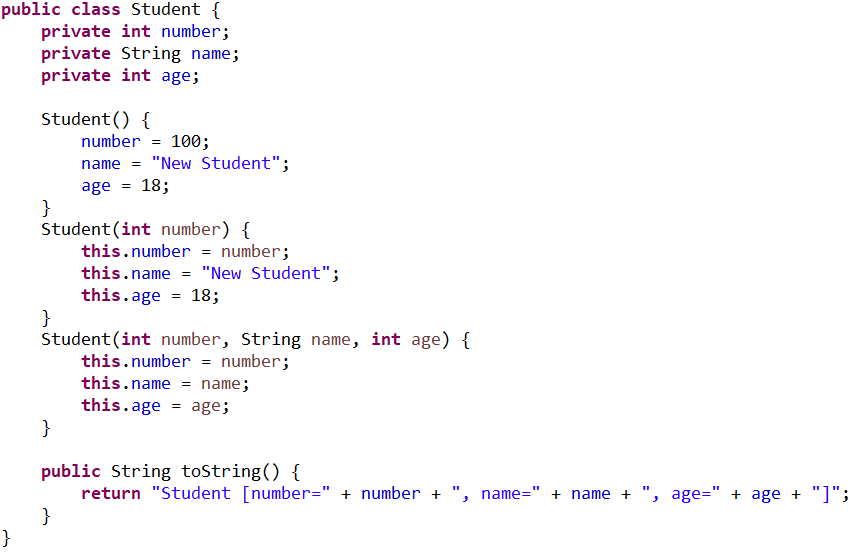 public class Student {
    private int number;
    private String name;
    private int age;

    Student() {
        number = 100;
        name = "New Student";
        age = 18;
    }
    Student(int number) {
        this.number = number;
        this.name = "New Student";
        this.age = 18;
    }
    Student(int number, String name, int age) {
        this.number = number;
        this.name = name;
        this.age = age;
    }

    public String toString() {
        return "Student [number=" + number + ", name=" + name + ", age=" + age + "]";
    }
}